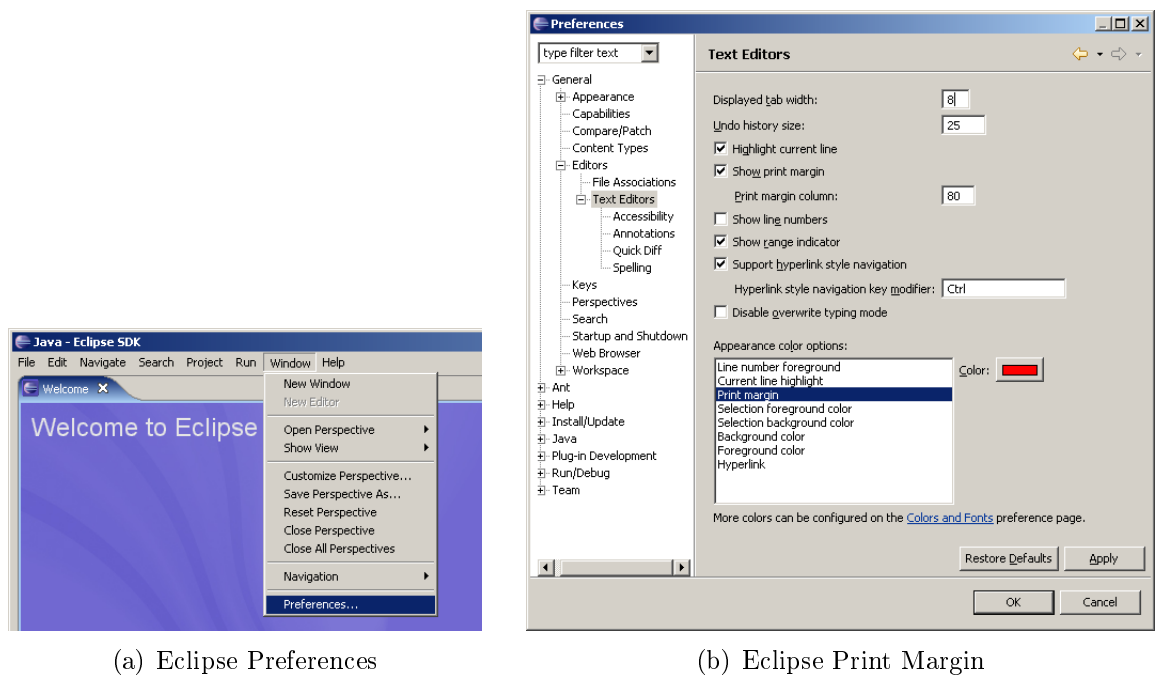 Java - Eclipse SDK
File Edit Navigate Search Project Run Window Help
Welcome
Welcome to Eclipse
New Window
New Editor
Open Perspective
Show View
Customize Perspective...
Save Perspective As...
Reset Perspective
Close Perspective
Close All Perspectives
Navigation
Preferences...
(a) Eclipse Preferences
Preferences
type filter text
General
Appearance
Capabilities
Compare/Patch
Content Types
Editors
File Associations
Text Editors
Accessibility
Annotations
Quick Diff
Spelling
Keys
Perspectives
Search
Startup and Shutdown
Web Browser
Workspace
Ant
Help
Install/Update
Java
Plug-in Development
Run/Debug
Team
Text Editors
Displayed tab width: 8
Undo history size: 25
Highlight current line
Show print margin
Print margin column: 80
Show line numbers
Show range indicator
Support hyperlink style navigation
Hyperlink style navigation key modifier: Ctrl
Disable overwrite typing mode
Appearance color options:
Line number foreground
Current line highlight
Print margin
Selection foreground color
Selection background color
Background color
Foreground color
Hyperlink
Color:
More colors can be configured on the Colors and Fonts preference page.
Restore Defaults Apply
OK Cancel
(b) Eclipse Print Margin